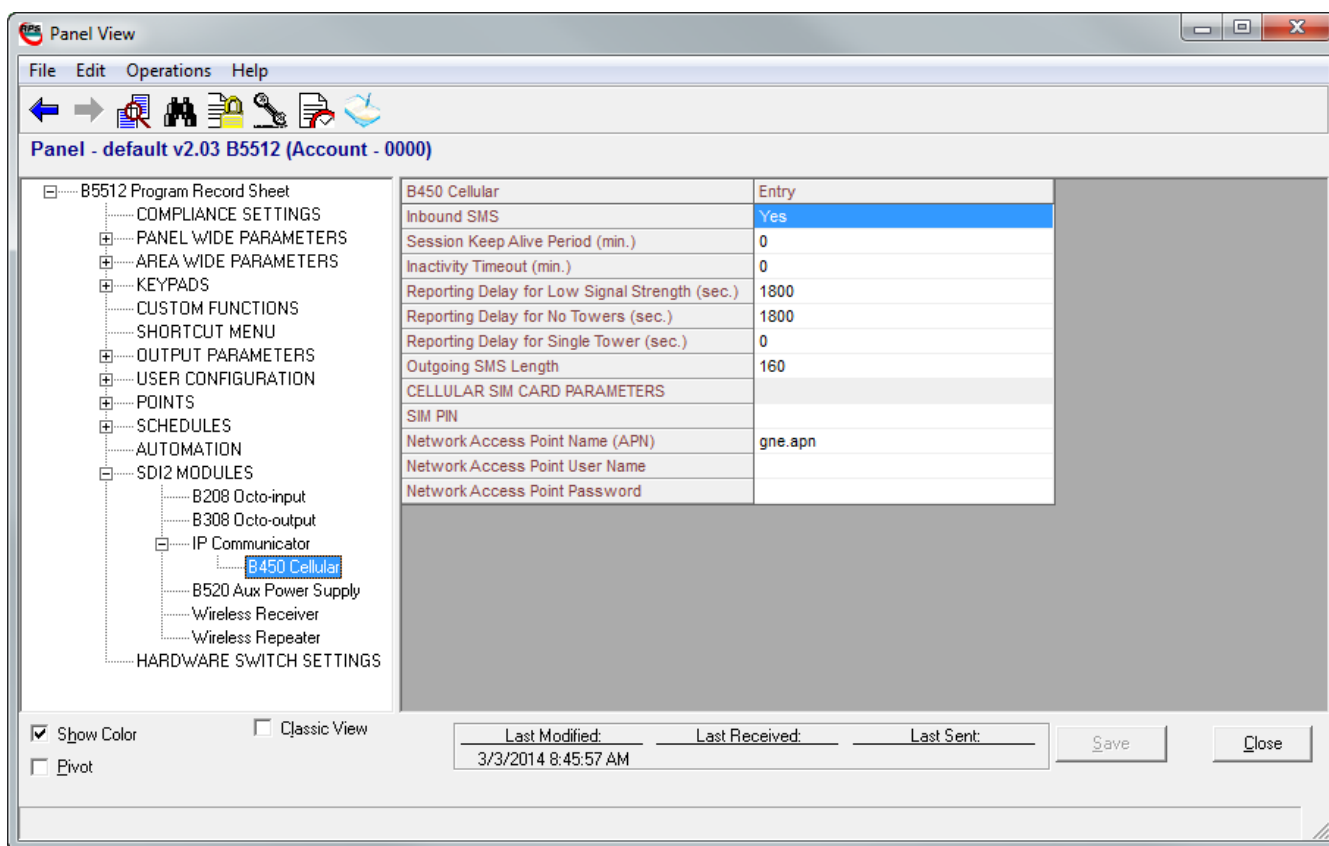 RPS Panel View
File Edit Operations Help
Panel - default v2.03 B5512 (Account - 0000)
B5512 Program Record Sheet
COMPLIANCE SETTINGS
PANEL WIDE PARAMETERS
AREA WIDE PARAMETERS
KEYPADS
CUSTOM FUNCTIONS
SHORTCUT MENU
OUTPUT PARAMETERS
USER CONFIGURATION
POINTS
SCHEDULES
AUTOMATION
SDI2 MODULES
B208 Octo-input
B308 Octo-output
IP Communicator
B450 Cellular
B520 Aux Power Supply
Wireless Receiver
Wireless Repeater
HARDWARE SWITCH SETTINGS
B450 Cellular Entry
Inbound SMS Yes
Session Keep Alive Period (min.) 0
Inactivity Timeout (min.) 0
Reporting Delay for Low Signal Strength (sec.) 1800
Reporting Delay for No Towers (sec.) 1800
Reporting Delay for Single Tower (sec.) 0
Outgoing SMS Length 160
CELLULAR SIM CARD PARAMETERS
SIM PIN
Network Access Point Name (APN) gne.apn
Network Access Point User Name
Network Access Point Password
Show Color Classic View
Pivot
Last Modified: Last Received: Last Sent:
3/3/2014 8:45:57 AM
Save Close